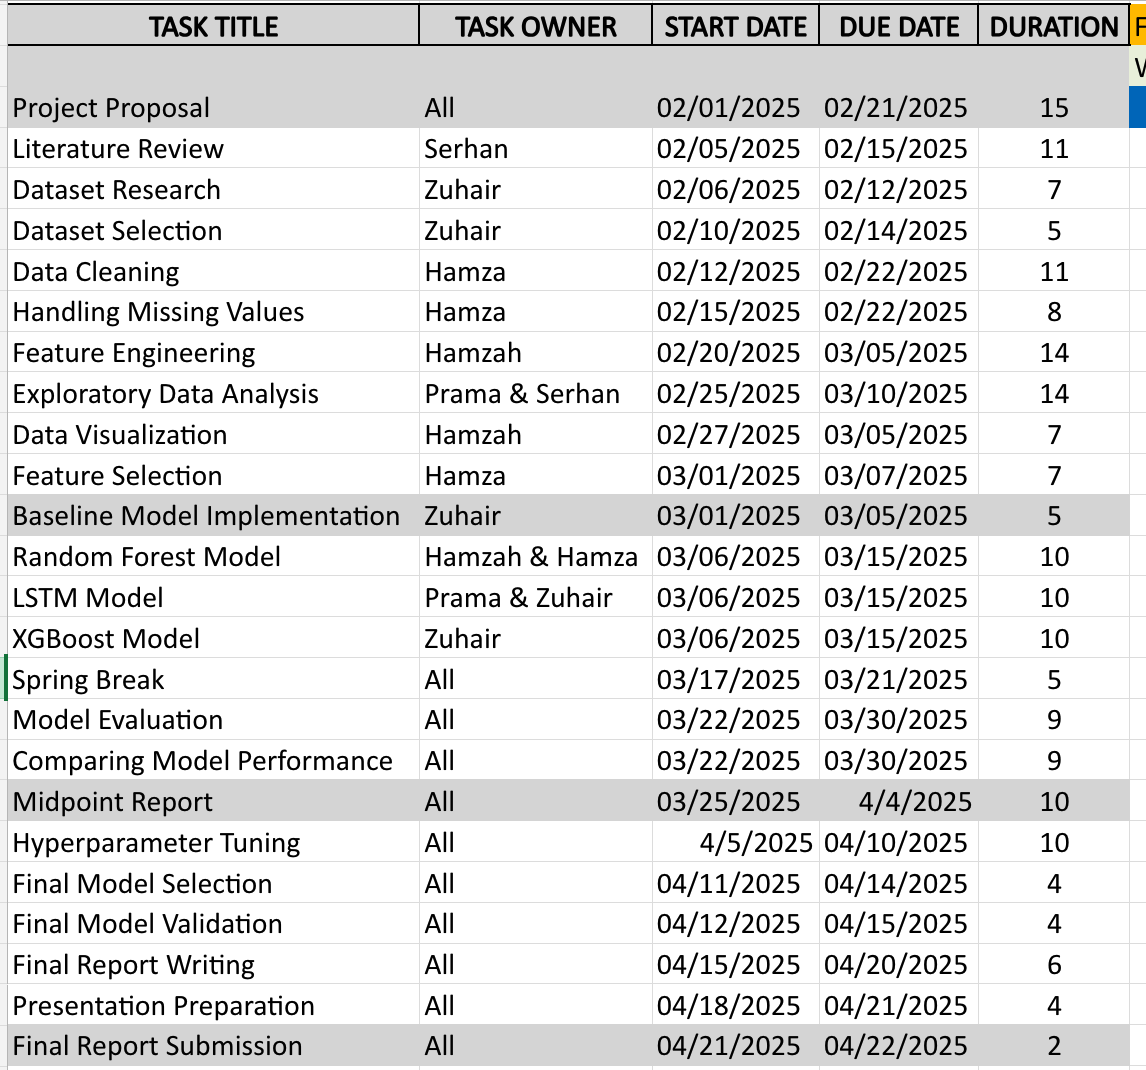 TASK TITLE TASK OWNER START DATE DUE DATE DURATION F
W
Project Proposal All 02/01/2025 02/21/2025 15
Literature Review Serhan 02/05/2025 02/15/2025 11
Dataset Research Zuhair 02/06/2025 02/12/2025 7
Dataset Selection Zuhair 02/10/2025 02/14/2025 5
Data Cleaning Hamza 02/12/2025 02/22/2025 11
Handling Missing Values Hamza 02/15/2025 02/22/2025 8
Feature Engineering Hamzah 02/20/2025 03/05/2025 14
Exploratory Data Analysis Prama & Serhan 02/25/2025 03/10/2025 14
Data Visualization Hamzah 02/27/2025 03/05/2025 7
Feature Selection Hamza 03/01/2025 03/07/2025 7
Baseline Model Implementation Zuhair 03/01/2025 03/05/2025 5
Random Forest Model Hamzah & Hamza 03/06/2025 03/15/2025 10
LSTM Model Prama & Zuhair 03/06/2025 03/15/2025 10
XGBoost Model Zuhair 03/06/2025 03/15/2025 10
Spring Break All 03/17/2025 03/21/2025 5
Model Evaluation All 03/22/2025 03/30/2025 9
Comparing Model Performance All 03/22/2025 03/30/2025 9
Midpoint Report All 03/25/2025 4/4/2025 10
Hyperparameter Tuning All 4/5/2025 04/10/2025 10
Final Model Selection All 04/11/2025 04/14/2025 4
Final Model Validation All 04/12/2025 04/15/2025 4
Final Report Writing All 04/15/2025 04/20/2025 6
Presentation Preparation All 04/18/2025 04/21/2025 4
Final Report Submission All 04/21/2025 04/22/2025 2